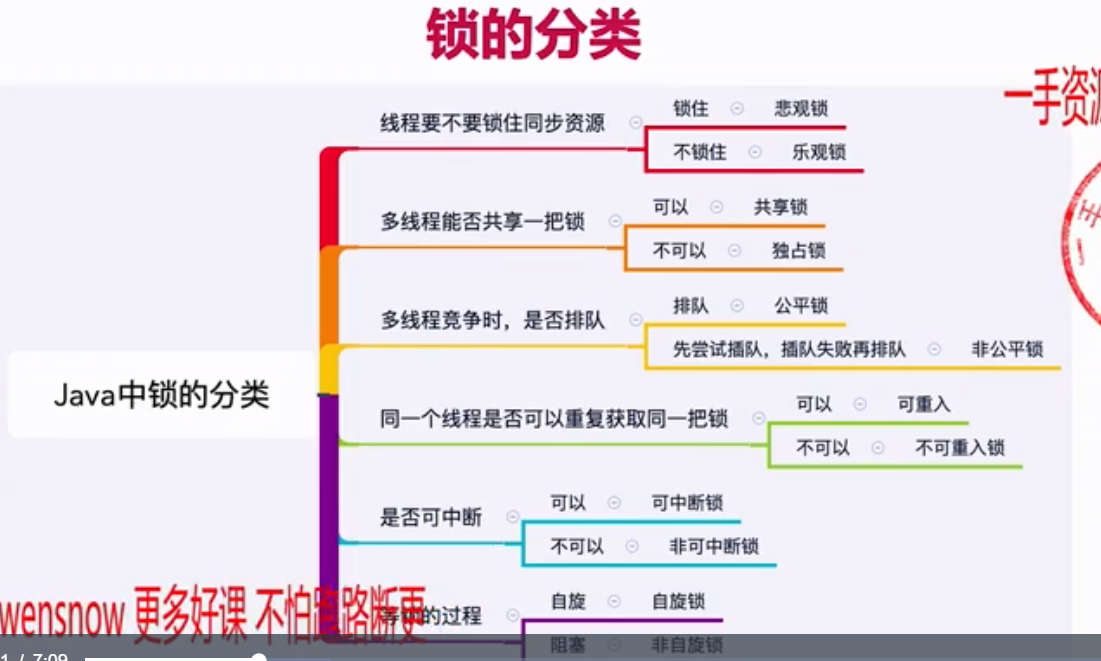 锁的分类
一手资源
线程要不要锁住同步资源
锁住
悲观锁
不锁住
乐观锁
多线程能否共享一把锁
可以
共享锁
不可以
独占锁
多线程竞争时，是否排队
排队
公平锁
先尝试插队，插队失败再排队
非公平锁
Java中锁的分类
同一个线程是否可以重复获取同一把锁
可以
可重入
不可以
不可重入锁
是否可中断
可以
可中断锁
不可以
非可中断锁
的过程
自旋
自旋锁
阻塞
非自旋锁
wensnow 更多好课 不怕跑路断更
1 / 7:09